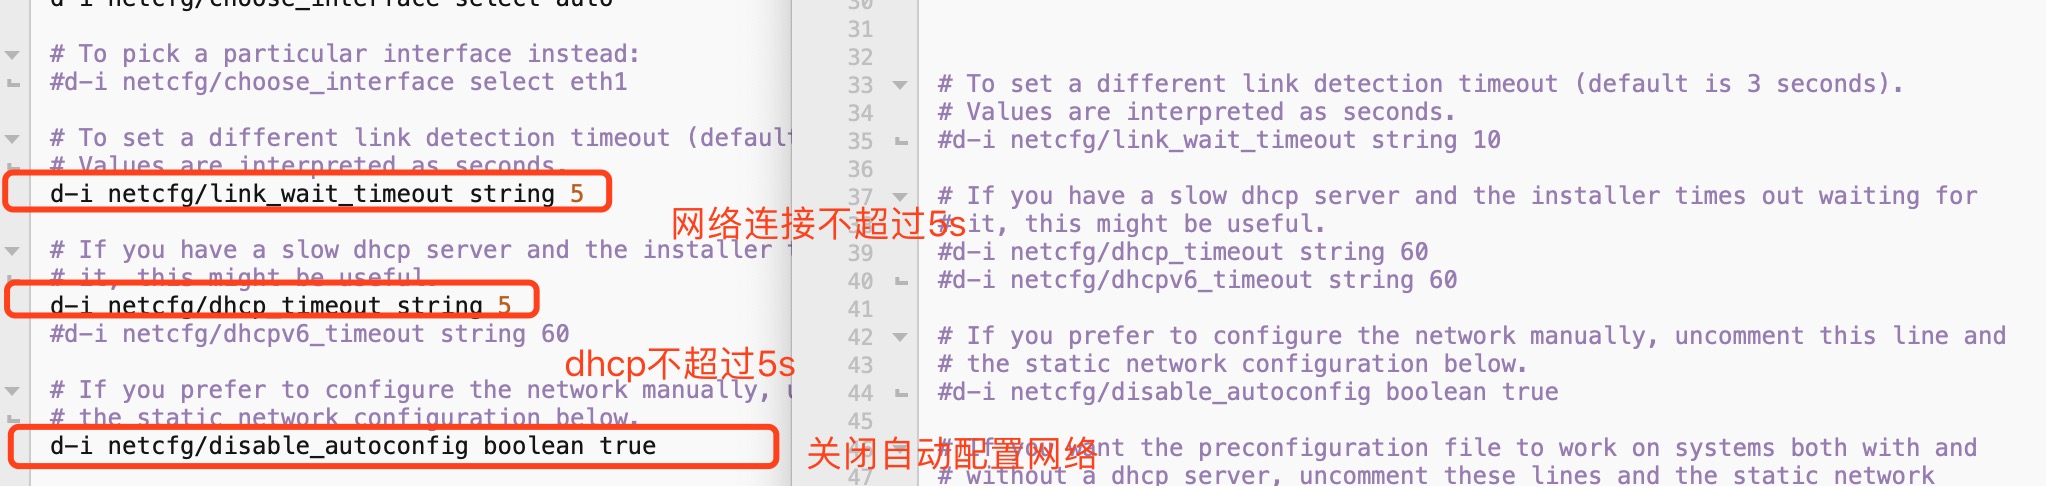 d-i netcfg/choose_interface select auto
# To pick a particular interface instead:
#d-i netcfg/choose_interface select eth1
# To set a different link detection timeout (default
# Values are interpreted as seconds.
d-i netcfg/link_wait_timeout string 5
网络连接不超过5s
# If you have a slow dhcp server and the installer
# it, this might be useful.
d-i netcfg/dhcp_timeout string 5
#d-i netcfg/dhcpv6_timeout string 60
dhcp不超过5s
# If you prefer to configure the network manually,
# the static network configuration below.
d-i netcfg/disable_autoconfig boolean true
关闭自动配置网络
30
31
32
33 # To set a different link detection timeout (default is 3 seconds).
34 # Values are interpreted as seconds.
35 #d-i netcfg/link_wait_timeout string 10
36
37 # If you have a slow dhcp server and the installer times out waiting for
# it, this might be useful.
39 #d-i netcfg/dhcp_timeout string 60
40 #d-i netcfg/dhcpv6_timeout string 60
41
42 # If you prefer to configure the network manually, uncomment this line and
43 # the static network configuration below.
44 #d-i netcfg/disable_autoconfig boolean true
45
# If you want the preconfiguration file to work on systems both with and
47 # without a dhcp server, uncomment these lines and the static network